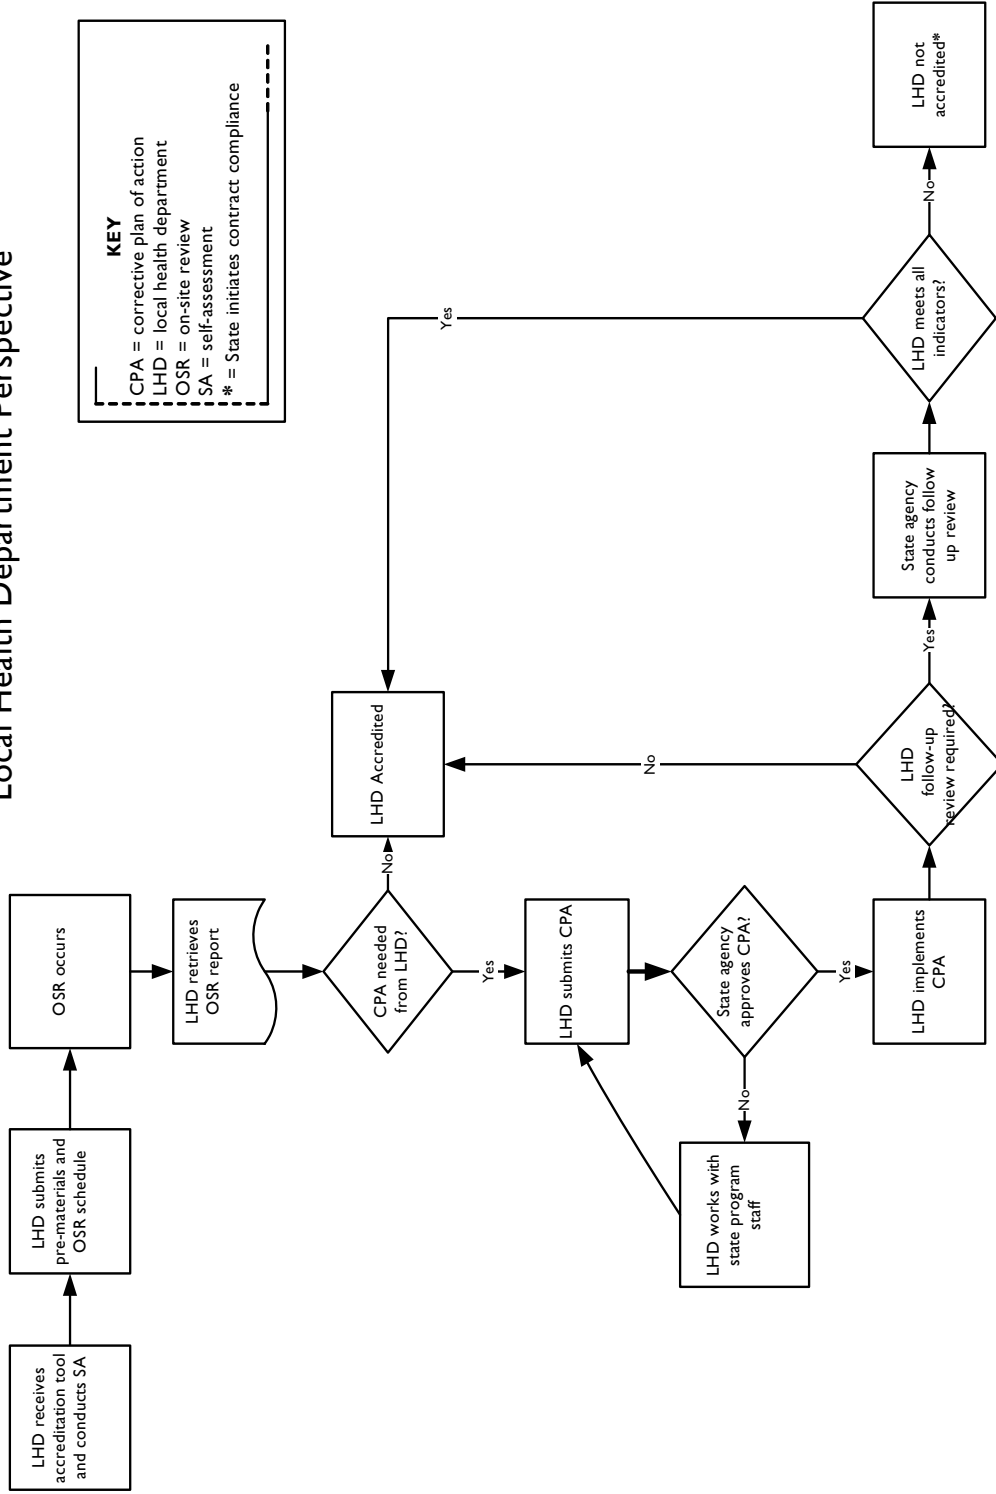 Local Health Department Perspective
KEY
CPA = corrective plan of action
LHD = local health department
OSR = on-site review
SA = self-assessment
* = State initiates contract compliance
LHD receives
accreditation tool
and conducts SA
LHD submits
pre-materials and
OSR schedule
OSR occurs
LHD retrieves
OSR report
CPA needed
from LHD?
No
LHD Accredited
Yes
LHD submits CPA
State agency
approves CPA?
No
LHD works with
state program
staff
Yes
LHD implements
CPA
LHD
follow-up
review required?
No
Yes
State agency
conducts follow
up review
LHD meets all
indicators?
Yes
No
LHD not
accredited*